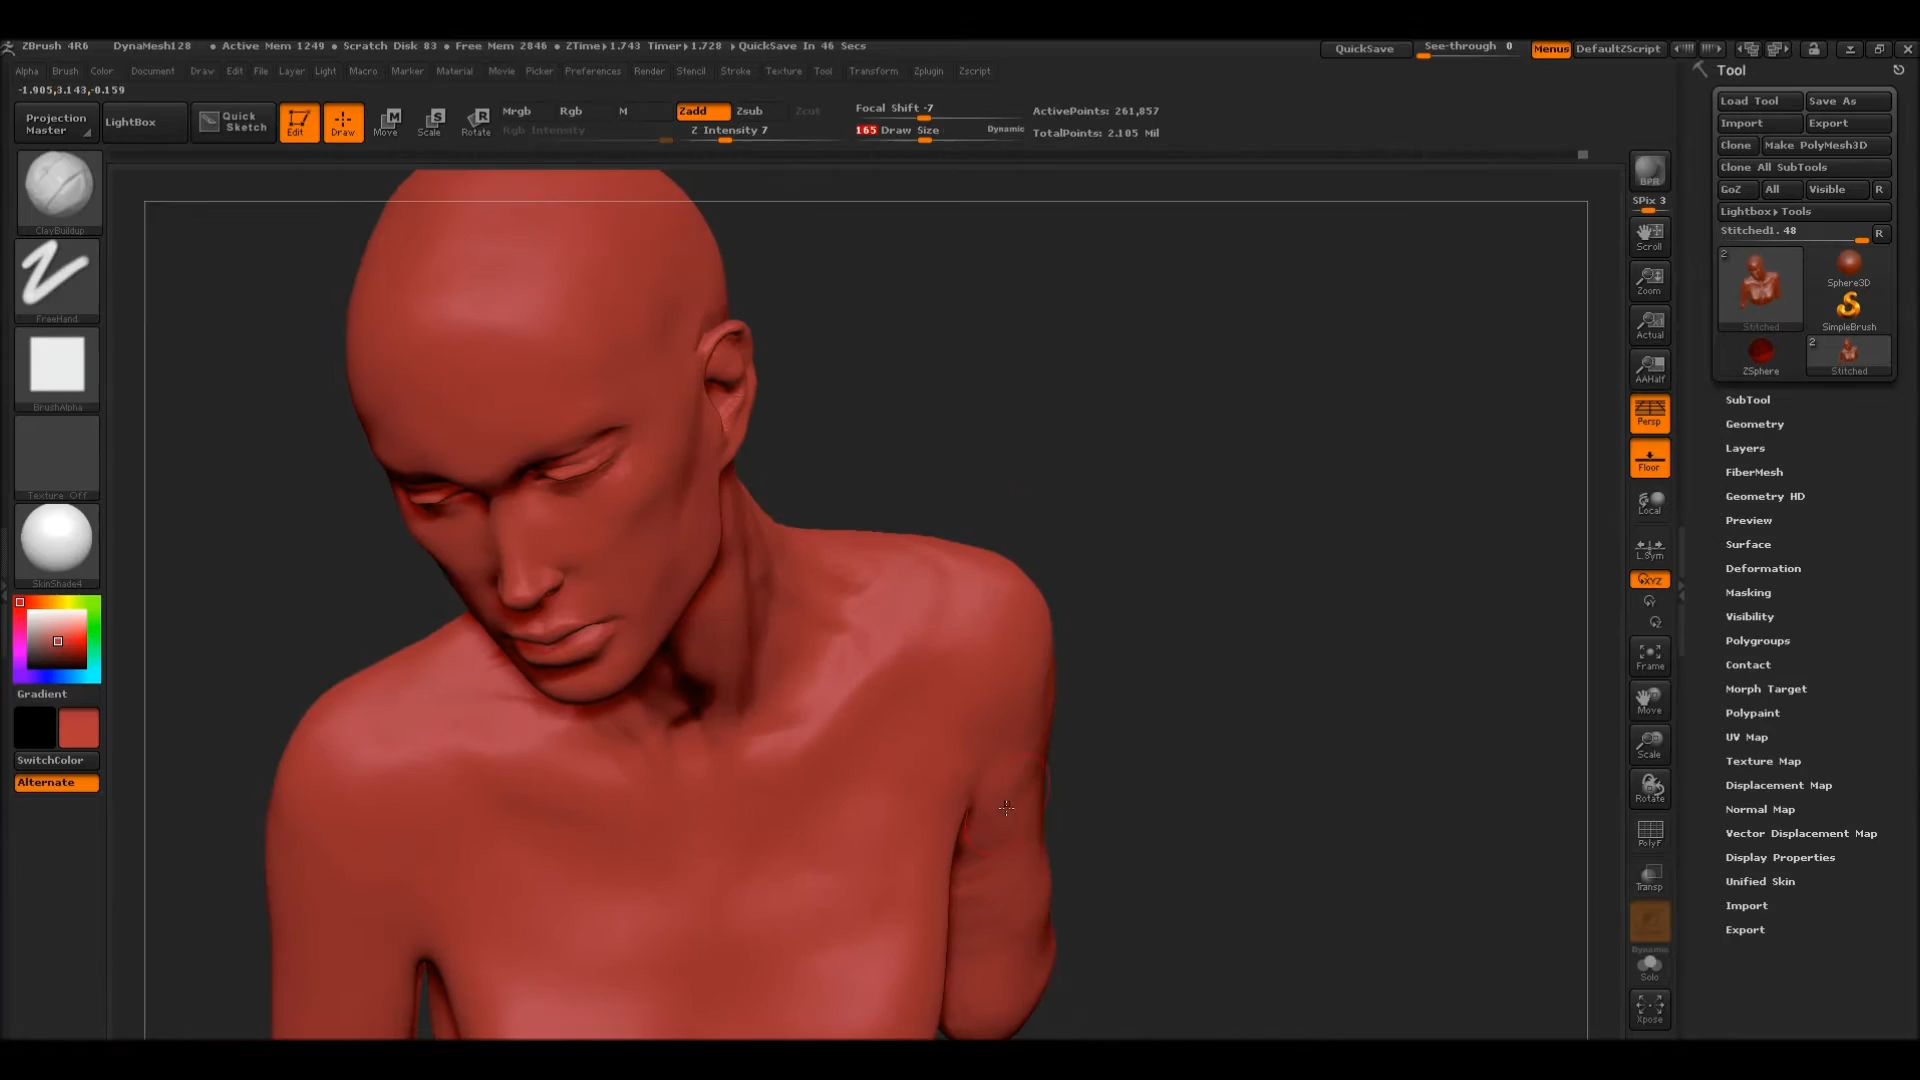 ZBrush 4R6 DynaMesh128 • Active Mem 1249 • Scratch Disk 83 • Free Mem 2846 • ZTime▸1.743 Timer▸1.728 ▸ QuickSave In 46 Secs QuickSave See-through 0 Menus DefaultZScript
Alpha Brush Color Document Draw Edit File Layer Light Macro Marker Material Movie Picker Preferences Render Stencil Stroke Texture Tool Transform Zplugin Zscript
-1.905,3.143,-0.159
Projection Master
LightBox
Quick Sketch
Edit
Draw
Move
Scale
Rotate
Mrgb Rgb M
Rgb Intensity
Zadd Zsub Zcut
Z Intensity 7
Focal Shift -7
165 Draw Size Dynamic
ActivePoints: 261,857
TotalPoints: 2.105 Mil
ClayBuildup
FreeHand
BrushAlpha
Texture Off
SkinShade4
Gradient
SwitchColor
Alternate
BPR
SPix 3
Scroll
Zoom
Actual
AAHalf
Persp
Floor
Local
L.Sym
XYZ
Frame
Move
Scale
Rotate
PolyF
Transp
Dynamic
Solo
Xpose
Tool
Load Tool Save As
Import Export
Clone Make PolyMesh3D
Clone All SubTools
GoZ All Visible R
Lightbox▸Tools
Stitched1. 48 R
2
Stitched
Sphere3D
SimpleBrush
ZSphere
2
Stitched
SubTool
Geometry
Layers
FiberMesh
Geometry HD
Preview
Surface
Deformation
Masking
Visibility
Polygroups
Contact
Morph Target
Polypaint
UV Map
Texture Map
Displacement Map
Normal Map
Vector Displacement Map
Display Properties
Unified Skin
Import
Export